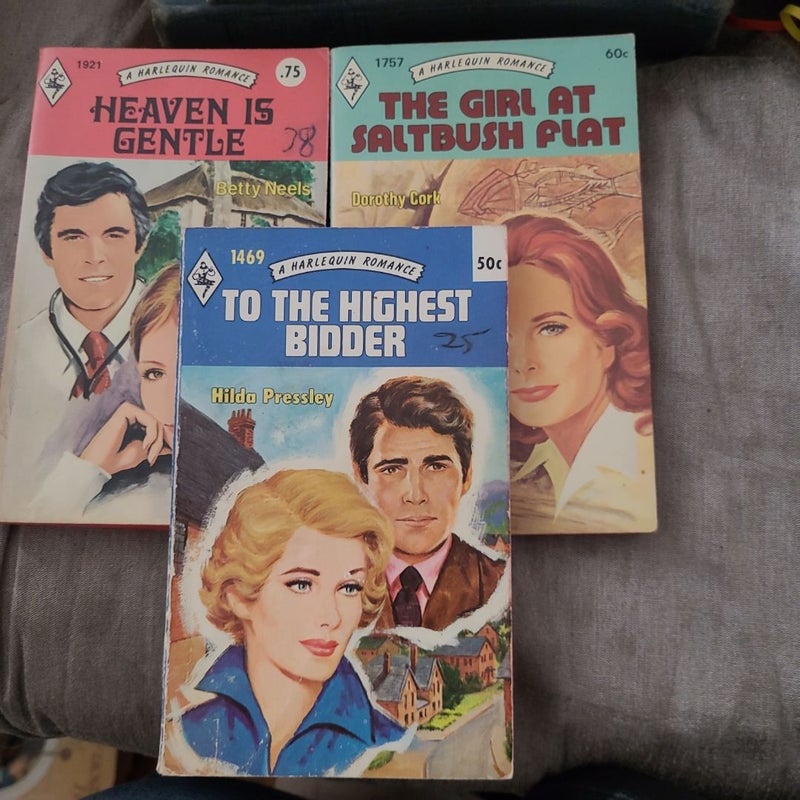 1921
A HARLEQUIN ROMANCE
.75
HEAVEN IS
GENTLE
38
Betty Neels
1757
A HARLEQUIN ROMANCE
60c
THE GIRL AT
SALTBUSH FLAT
Dorothy Cork
1469
A HARLEQUIN ROMANCE
50c
TO THE HIGHEST
BIDDER
25
Hilda Pressley